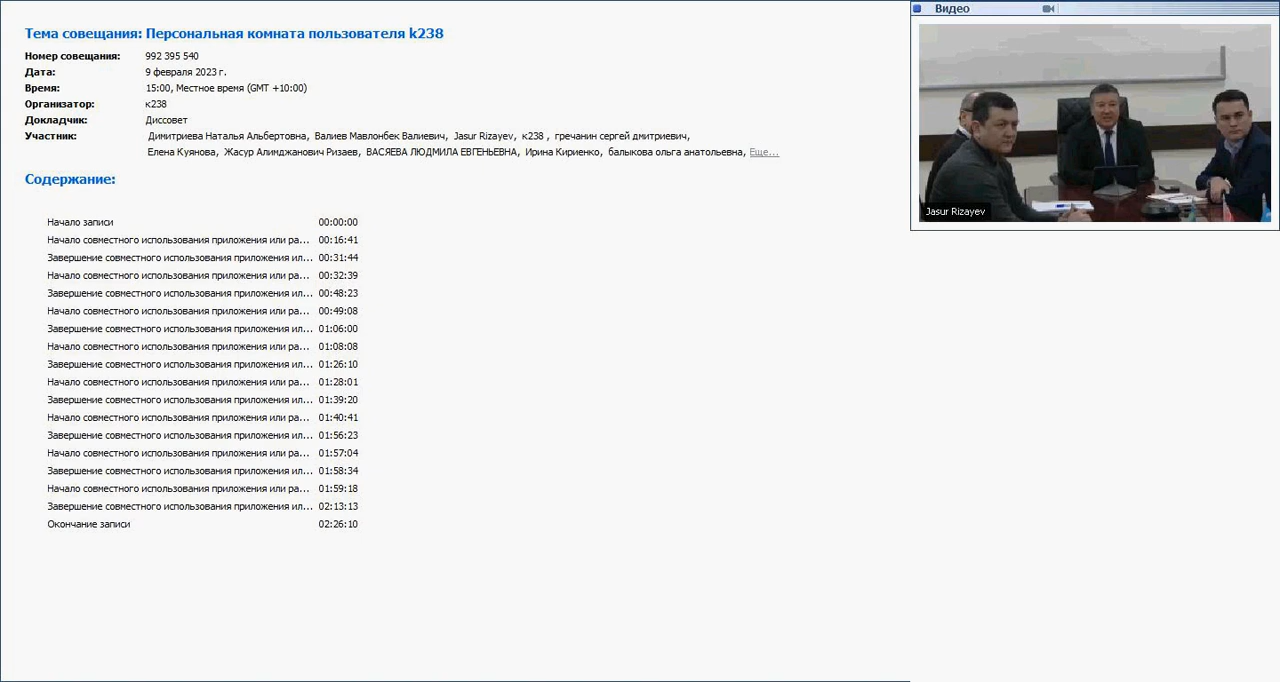 Тема совещания: Персональная комната пользователя k238
Номер совещания: 992 395 540
Дата: 9 февраля 2023 г.
Время: 15:00, Местное время (GMT +10:00)
Организатор: к238
Докладчик: Диссовет
Участник: Димитриева Наталья Альбертовна, Валиев Мавлонбек Валиевич, Jasur Rizayev, к238 , гречанин сергей дмитриевич,
Елена Куянова, Жасур Алимджанович Ризаев, ВАСЯЕВА ЛЮДМИЛА ЕВГЕНЬЕВНА, Ирина Кириенко, балыкова ольга анатольевна, Еще...
Содержание:
Начало записи 00:00:00
Начало совместного использования приложения или ра... 00:16:41
Завершение совместного использования приложения ил... 00:31:44
Начало совместного использования приложения или ра... 00:32:39
Завершение совместного использования приложения ил... 00:48:23
Начало совместного использования приложения или ра... 00:49:08
Завершение совместного использования приложения ил... 01:06:00
Начало совместного использования приложения или ра... 01:08:08
Завершение совместного использования приложения ил... 01:26:10
Начало совместного использования приложения или ра... 01:28:01
Завершение совместного использования приложения ил... 01:39:20
Начало совместного использования приложения или ра... 01:40:41
Завершение совместного использования приложения ил... 01:56:23
Начало совместного использования приложения или ра... 01:57:04
Завершение совместного использования приложения ил... 01:58:34
Начало совместного использования приложения или ра... 01:59:18
Завершение совместного использования приложения ил... 02:13:13
Окончание записи 02:26:10
Видео
Jasur Rizayev